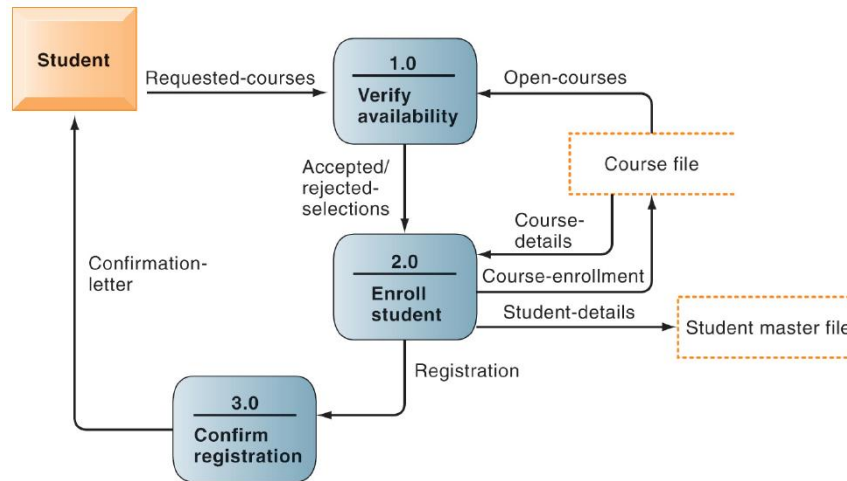 Student
Requested-courses
1.0
Verify
availability
Open-courses
Course file
Accepted/
rejected-
selections
Course-
details
2.0
Enroll
student
Course-enrollment
Student-details
Student master file
Confirmation-
letter
Registration
3.0
Confirm
registration